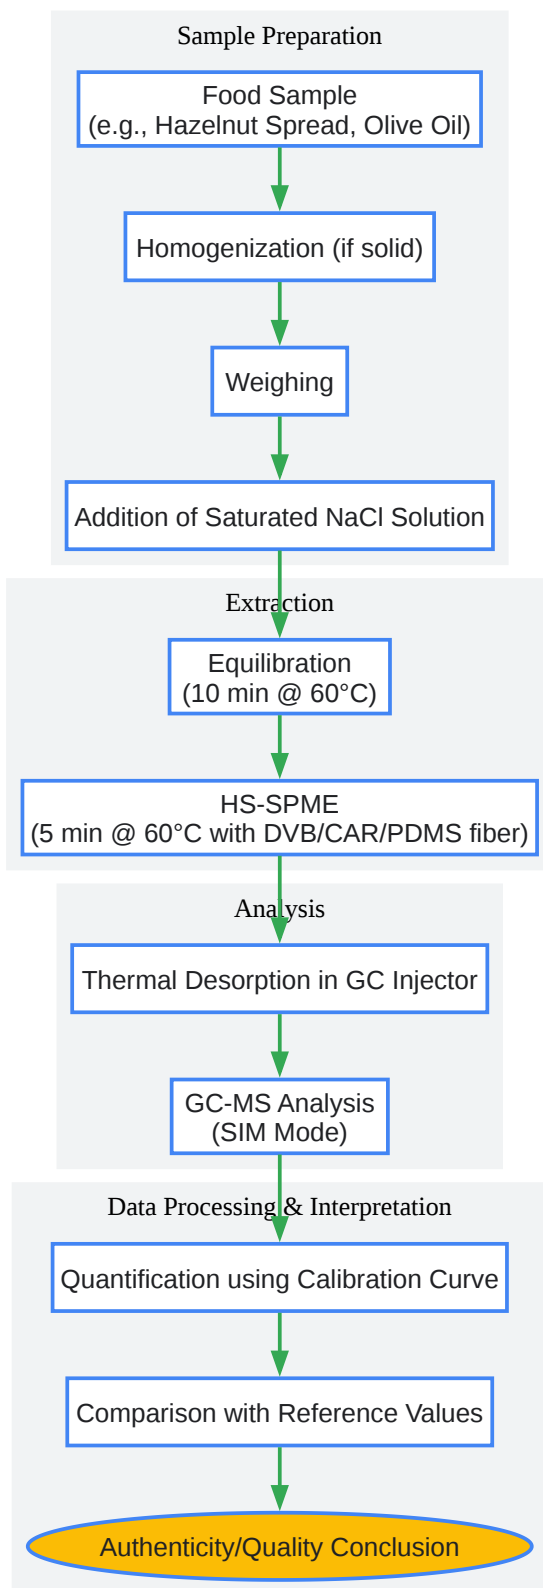 Sample Preparation
Food Sample
(e.g., Hazelnut Spread, Olive Oil)
Homogenization (if solid)
Weighing
Addition of Saturated NaCl Solution
Extraction
Equilibration
(10 min @ 60°C)
HS-SPME
(5 min @ 60°C with DVB/CAR/PDMS fiber)
Analysis
Thermal Desorption in GC Injector
GC-MS Analysis
(SIM Mode)
Data Processing & Interpretation
Quantification using Calibration Curve
Comparison with Reference Values
Authenticity/Quality Conclusion